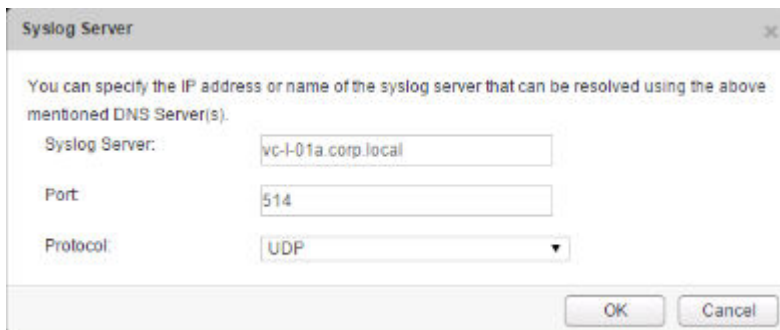 Syslog Server
You can specify the IP address or name of the syslog server that can be resolved using the above
mentioned DNS Server(s).
Syslog Server: vc-l-01a.corp.local
Port: 514
Protocol: UDP
OK Cancel